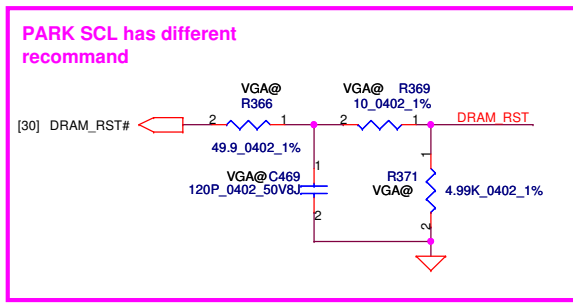 PARK SCL has different
recommand
VGA@
R366
VGA@
R369
2
1
2
10_0402_1%
1
DRAM_RST
[30] DRAM_RST#
49.9_0402_1%
1
VGA@ C469
120P_0402_50V8J
2
1
R371
VGA@
4.99K_0402_1%
2